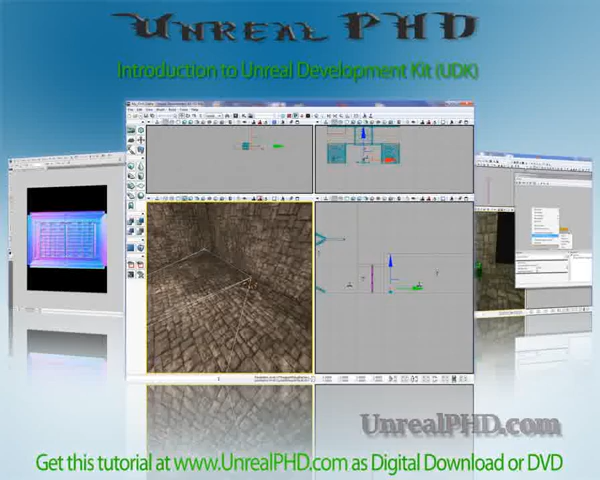 Unreal PHD
Introduction to Unreal Development Kit (UDK)
UnrealPHD.com
Get this tutorial at www.UnrealPHD.com as Digital Download or DVD